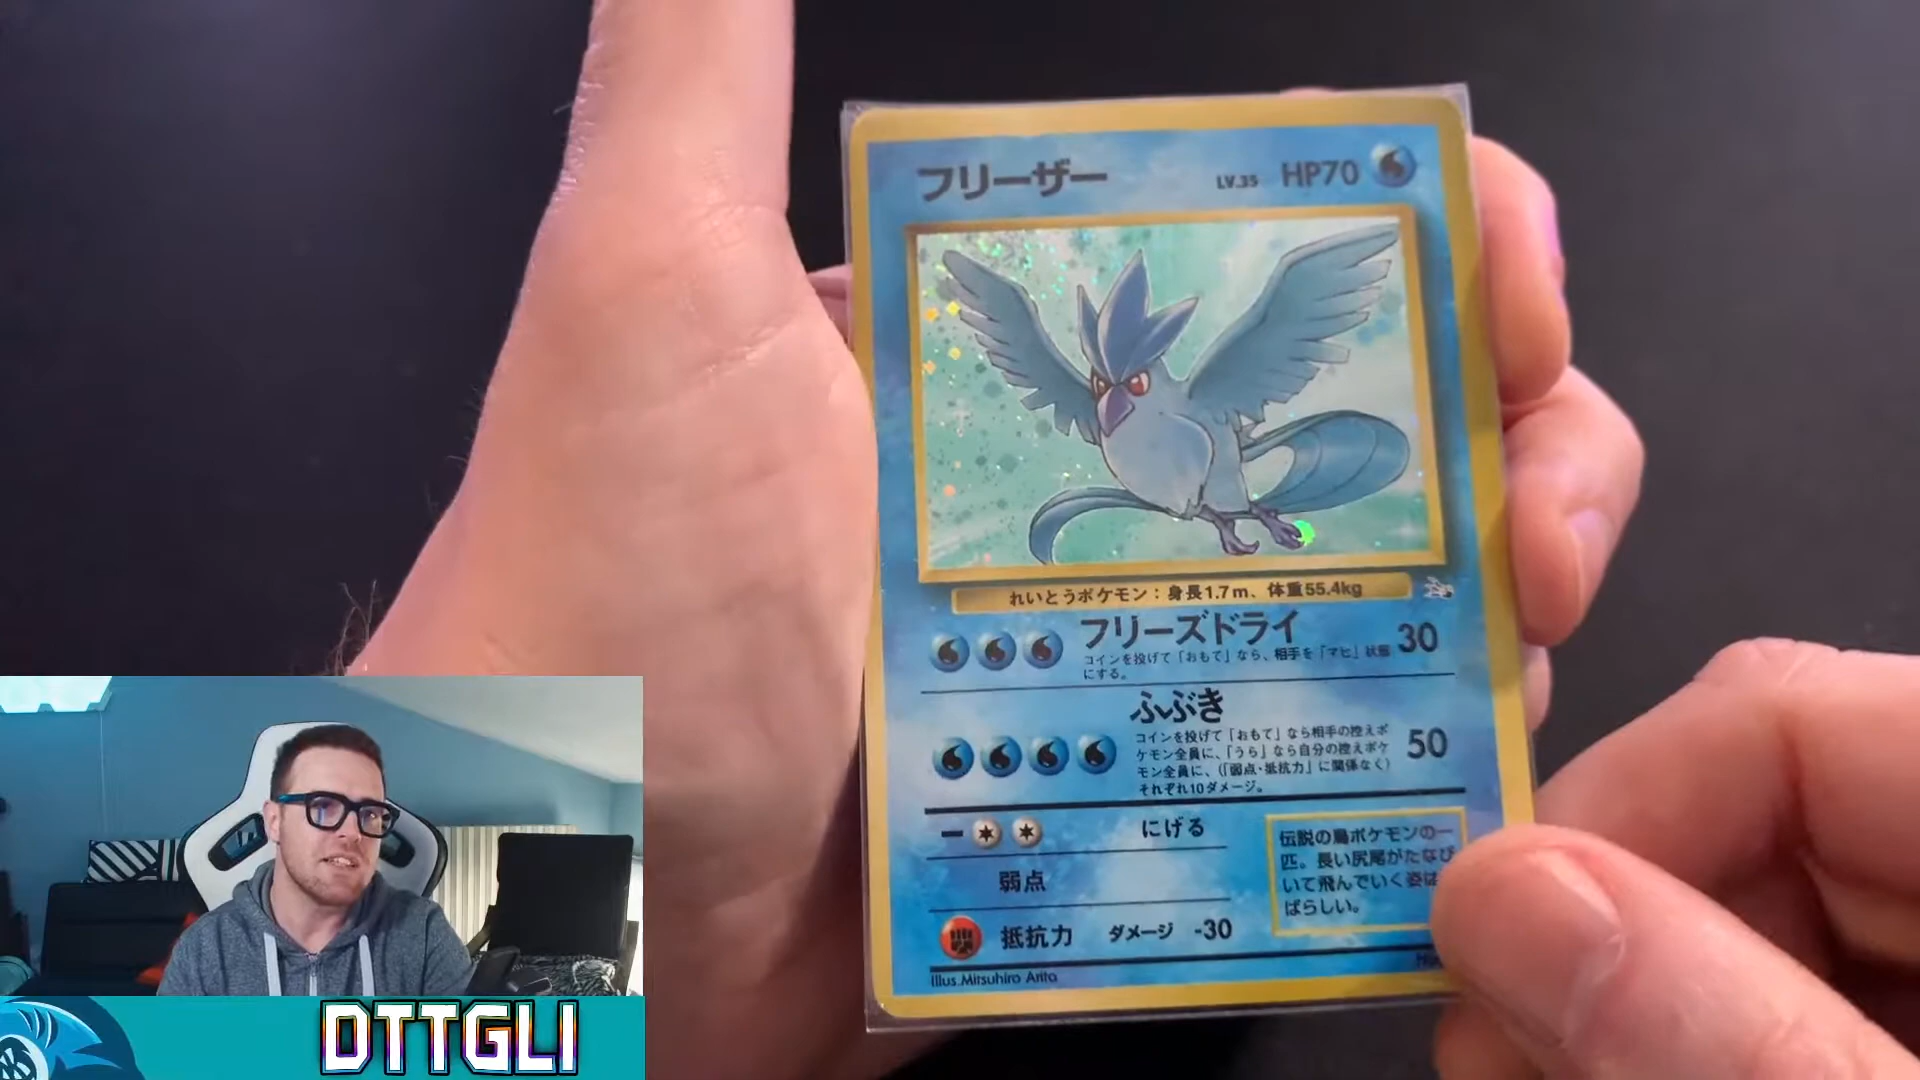 フリーザー
LV.35 HP70
れいとうポケモン：身長1.7m、体重55.4kg
フリーズドライ 30
コインを投げて「おもて」なら、相手を「マヒ」状態
にする。
ふぶき
コインを投げて「おもて」なら相手の控えポ
ケモン全員に、「うら」なら自分の控えポケ
モン全員に、（「弱点・抵抗力」に関係なく）
それぞれ10ダメージ。
50
にげる
弱点
抵抗力 ダメージ -30
伝説の鳥ポケモンの一
匹。長い尻尾がたなび
いて飛んでいく姿は
ばらしい。
Illus.Mitsuhiro Arita
DTTGLI